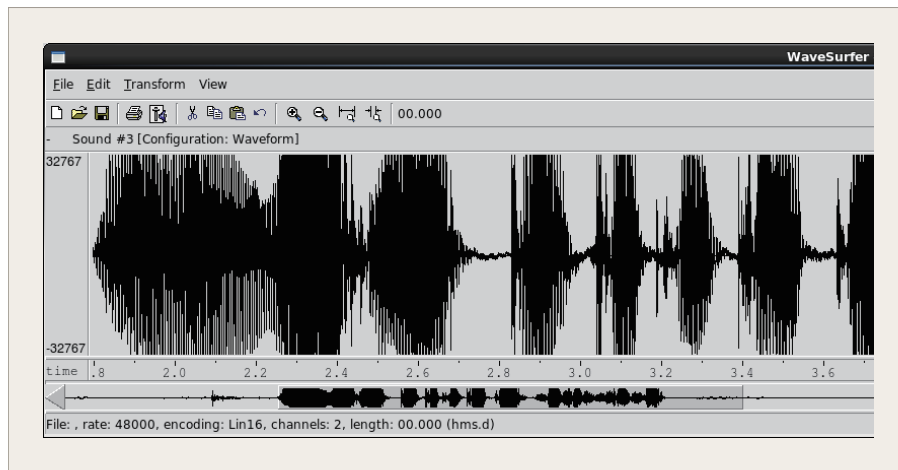 WaveSurfer
File Edit Transform View
00.000
- Sound #3 [Configuration: Waveform]
32767
-32767
time .8 2.0 2.2 2.4 2.6 2.8 3.0 3.2 3.4 3.6
File: , rate: 48000, encoding: Lin16, channels: 2, length: 00.000 (hms.d)